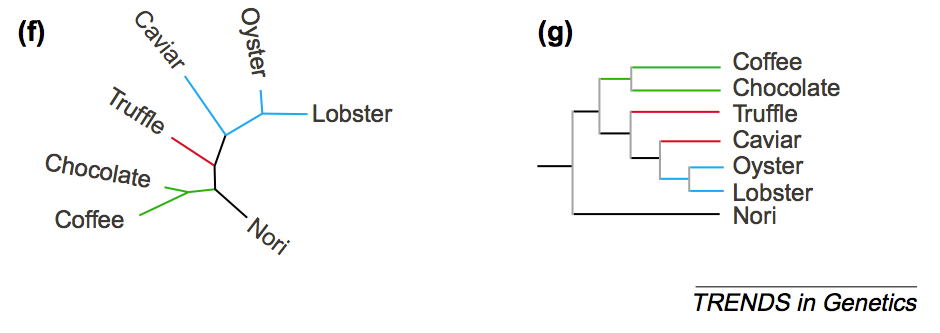 (f)
Caviar
Oyster
Truffle
Lobster
Chocolate
Coffee
Nori
(g)
Coffee
Chocolate
Truffle
Caviar
Oyster
Lobster
Nori
TRENDS in Genetics